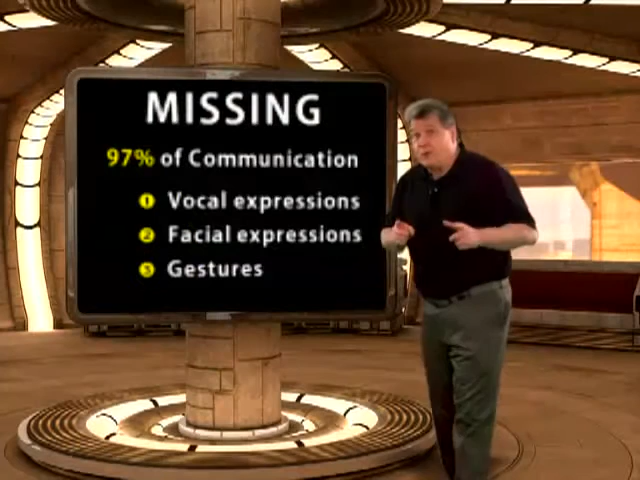 MISSING
97% of Communication
1 Vocal expressions
2 Facial expressions
3 Gestures